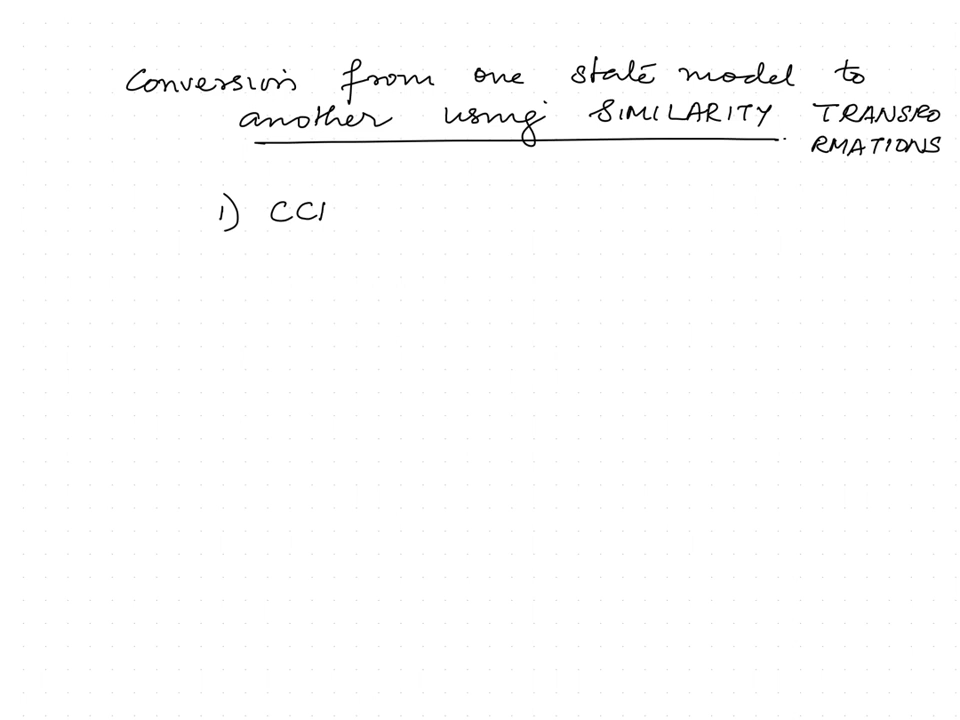 Conversion from one state model to
another using SIMILARITY TRANSFO
RMATIONS
1) CCI